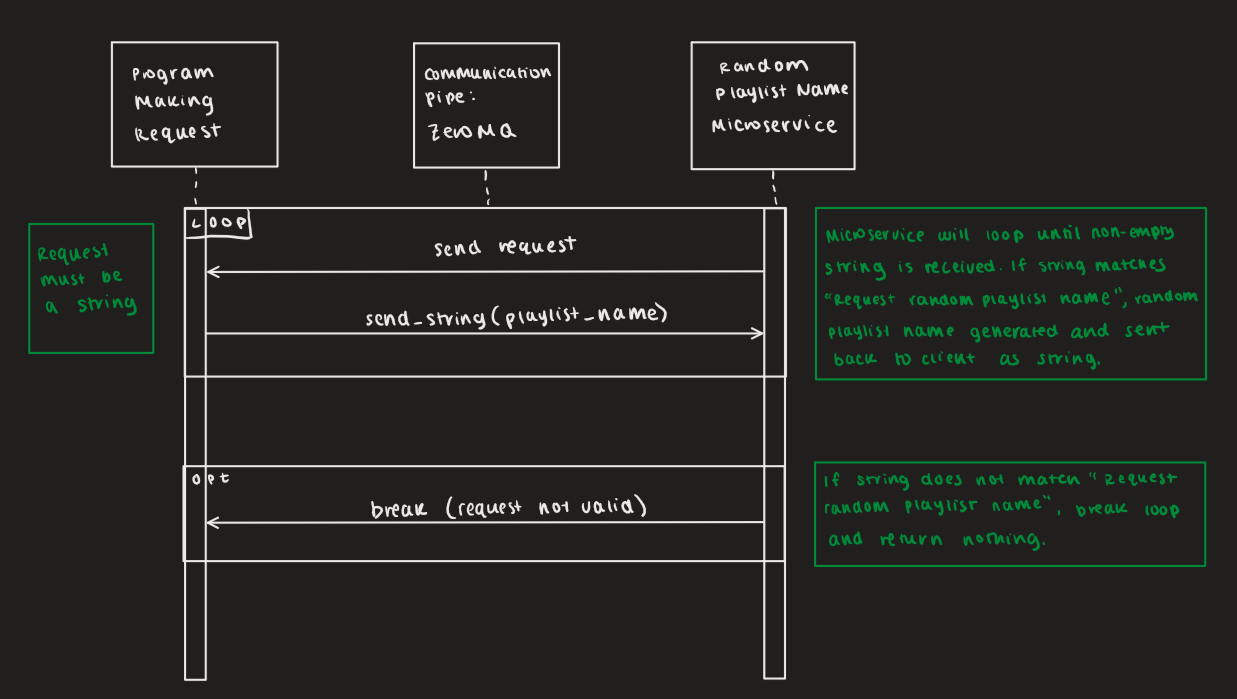 Program
Making
Request
Communication
Pipe:
ZeroMQ
Random
Playlist Name
Microservice
Loop
send request
send_string(playlist_name)
Request
must be
a string
Microservice will loop until non-empty
string is received. If string matches
"Request random playlist name", random
playlist name generated and sent
back to client as string.
opt
break (request not valid)
If string does not match "Request
random playlist name", break loop
and return nothing.